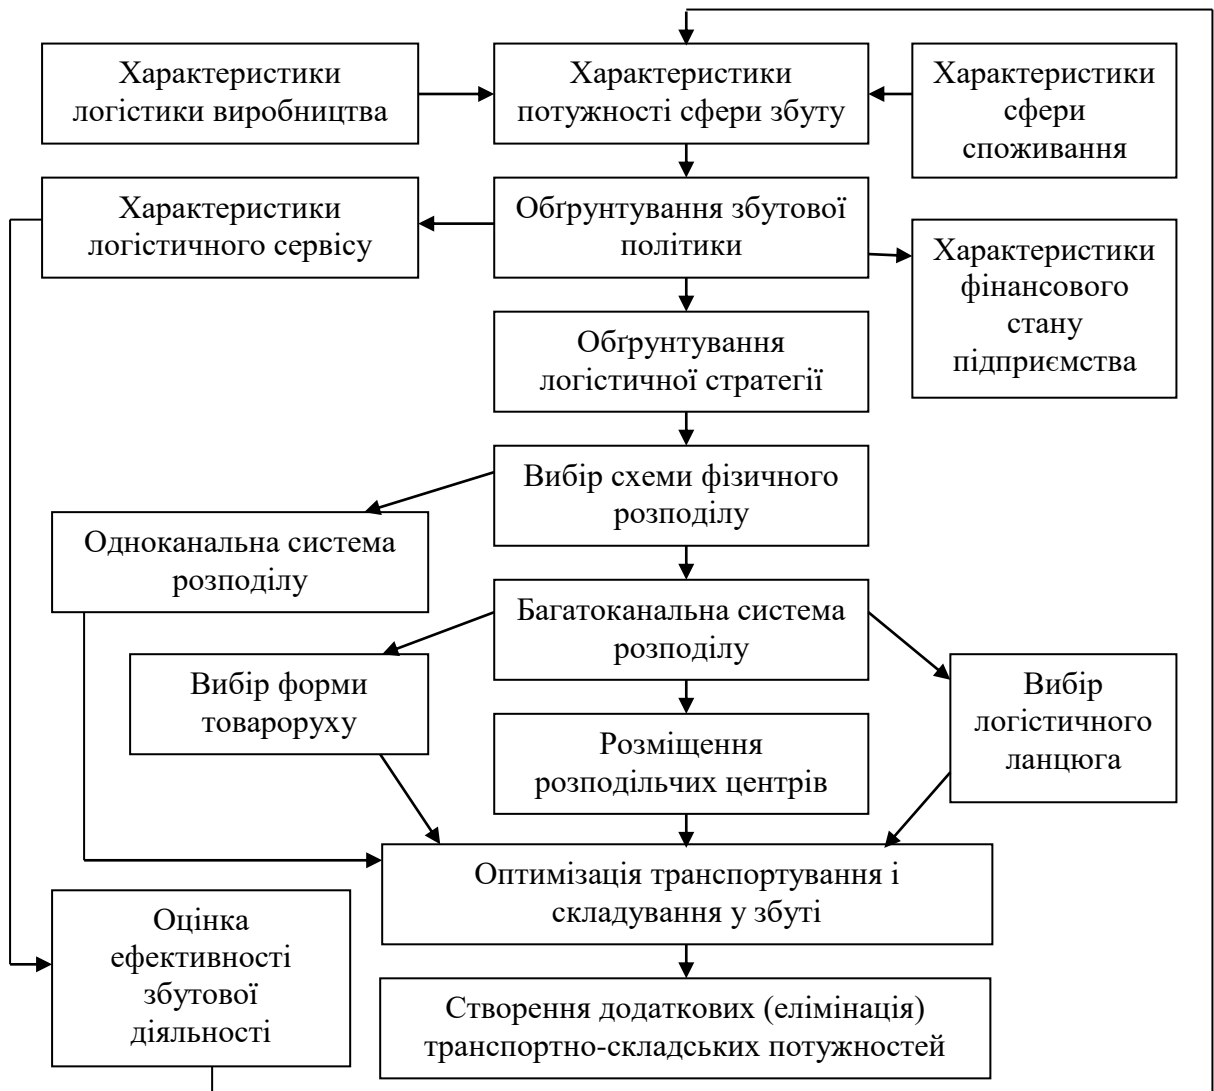 Характеристики
логістики виробництва
Характеристики
потужності сфери збуту
Характеристики
сфери
споживання
Характеристики
логістичного сервісу
Обґрунтування збутової
політики
Характеристики
фінансового
стану
підприємства
Обґрунтування
логістичної стратегії
Вибір схеми фізичного
розподілу
Одноканальна система
розподілу
Багатоканальна система
розподілу
Вибір форми
товароруху
Розміщення
розподільчих центрів
Вибір
логістичного
ланцюга
Оптимізація транспортування і
складування у збуті
Оцінка
ефективності
збутової
діяльності
Створення додаткових (елімінація)
транспортно-складських потужностей